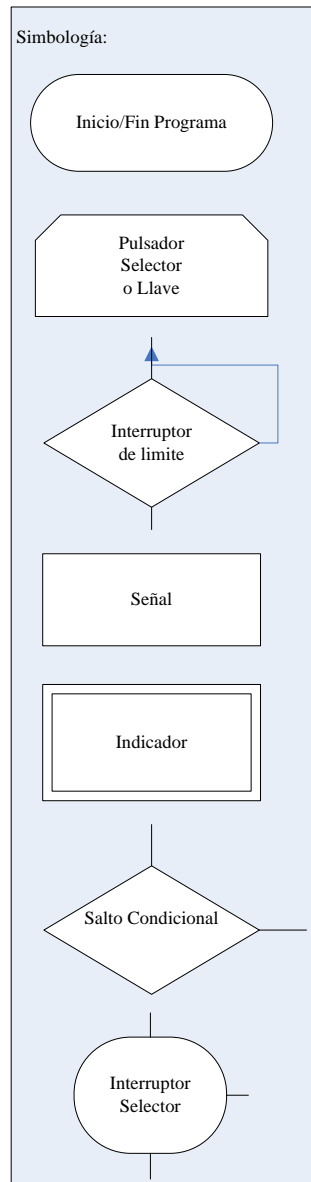 Simbología:
Inicio/Fin Programa
Pulsador
Selector
o Llave
Interruptor
de limite
Señal
Indicador
Salto Condicional
Interruptor
Selector